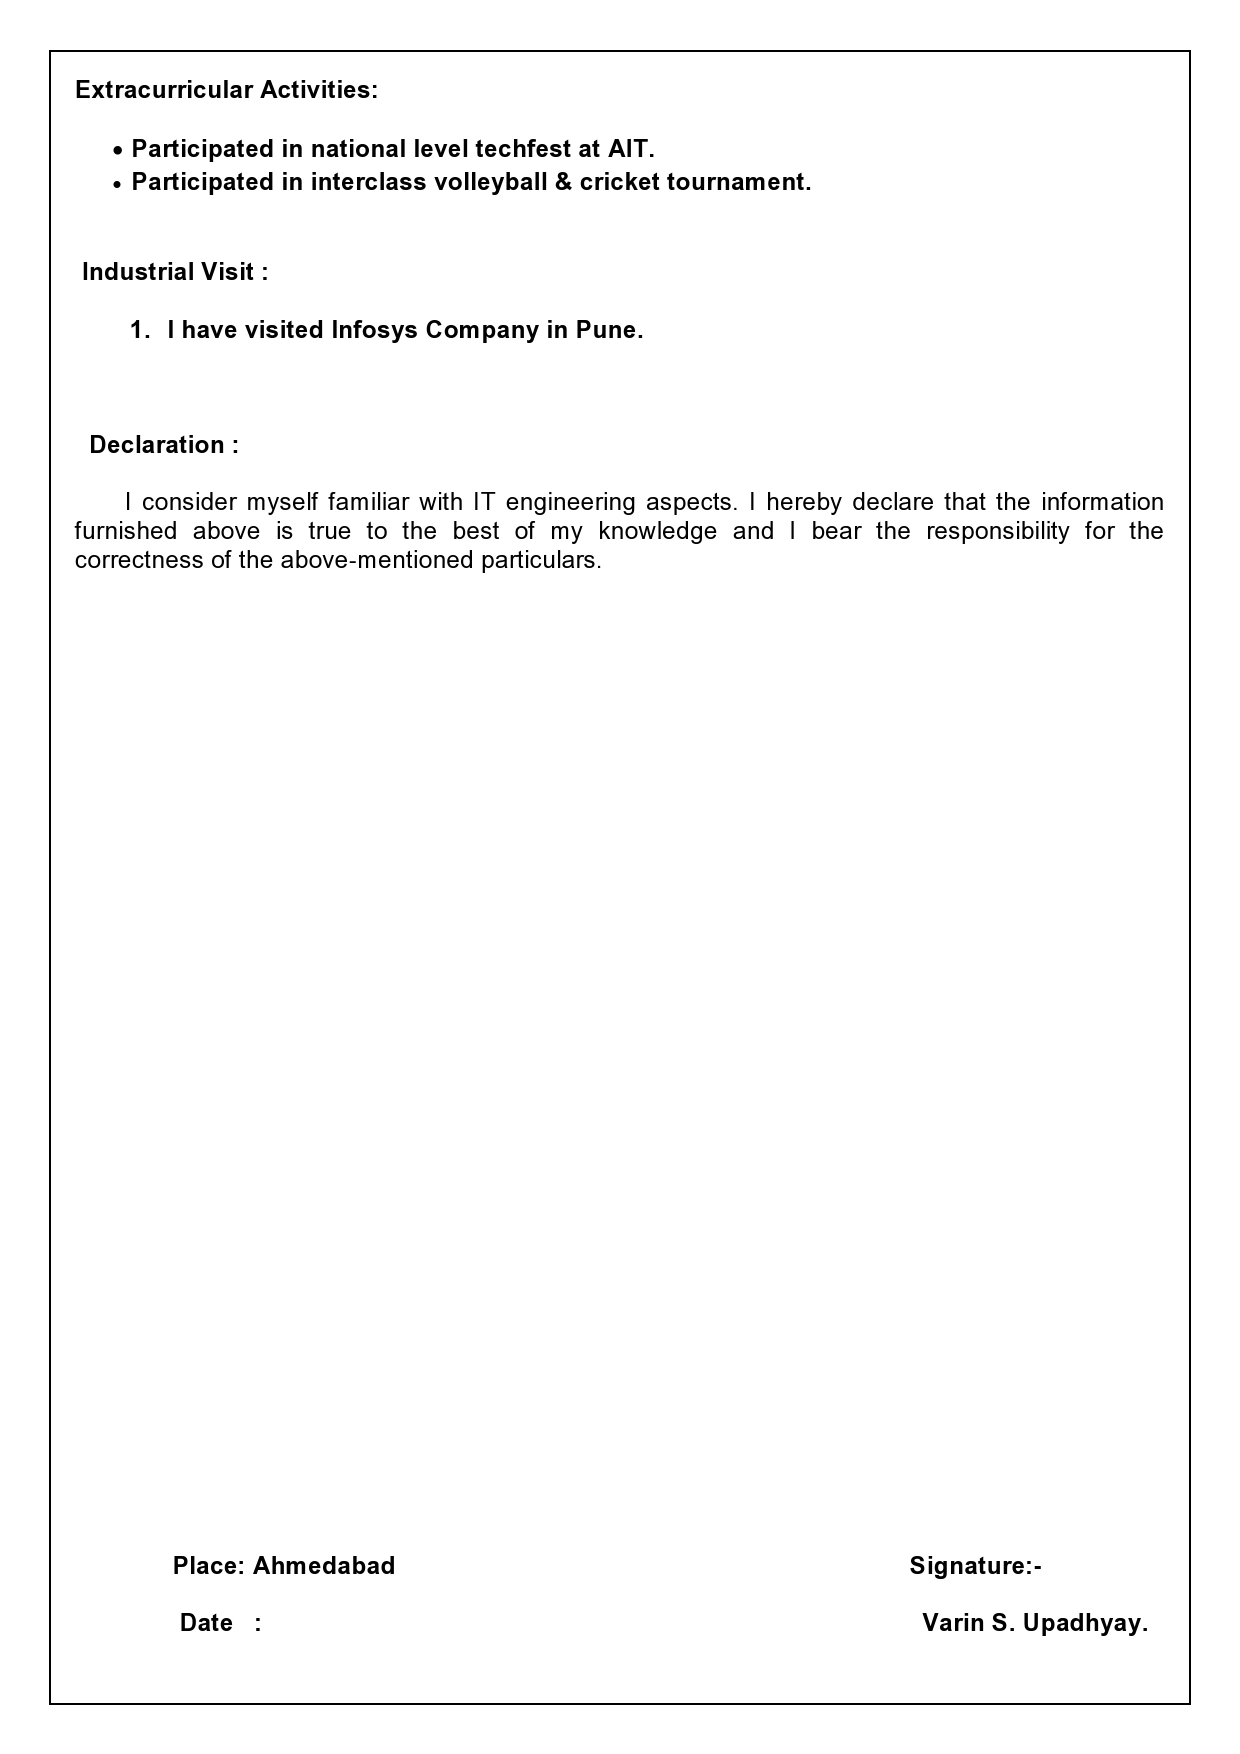 Extracurricular Activities:
• Participated in national level techfest at AIT.
• Participated in interclass volleyball & cricket tournament.
Industrial Visit :
1. I have visited Infosys Company in Pune.
Declaration :
I consider myself familiar with IT engineering aspects. I hereby declare that the information
furnished above is true to the best of my knowledge and I bear the responsibility for the
correctness of the above-mentioned particulars.
Place: Ahmedabad Signature:-
Date : Varin S. Upadhyay.